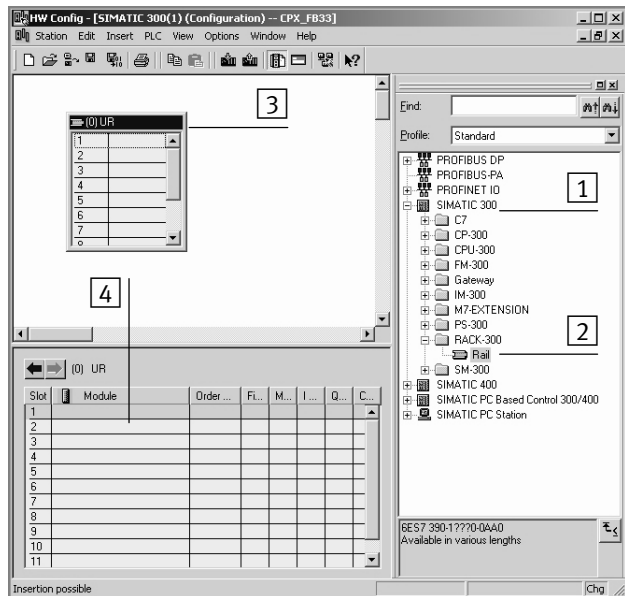 HW Config - [SIMATIC 300(1) (Configuration) -- CPX_FB33]
Station Edit Insert PLC View Options Window Help
3
(0) UR
1
2
3
4
5
6
7
4
Find:
Profile: Standard
PROFIBUS DP
PROFIBUS-PA
PROFINET IO
SIMATIC 300
1
C7
CP-300
CPU-300
FM-300
Gateway
IM-300
M7-EXTENSION
PS-300
RACK-300
2
Rail
SM-300
SIMATIC 400
SIMATIC PC Based Control 300/400
SIMATIC PC Station
(0) UR
Slot Module Order ... Fi... M... I ... Q... C...
1
2
3
4
5
6
7
8
9
10
11
6ES7 390-1???0-0AA0
Available in various lengths
Insertion possible
Chg